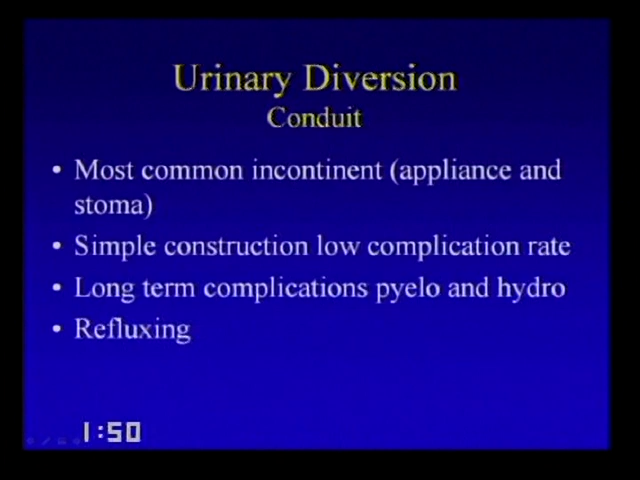 Urinary Diversion
Conduit
• Most common incontinent (appliance and
stoma)
• Simple construction low complication rate
• Long term complications pyelo and hydro
• Refluxing
1:50